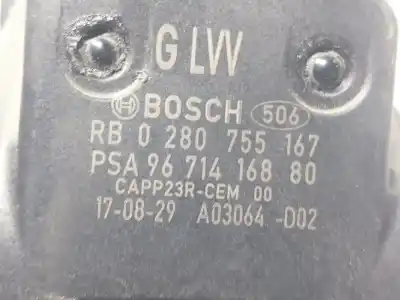 G LVV
BOSCH 506
RB 0 280 755 167
PSA 96 714 168 80
CAPP23R-CEM 00
17-08-29 A03064-D02